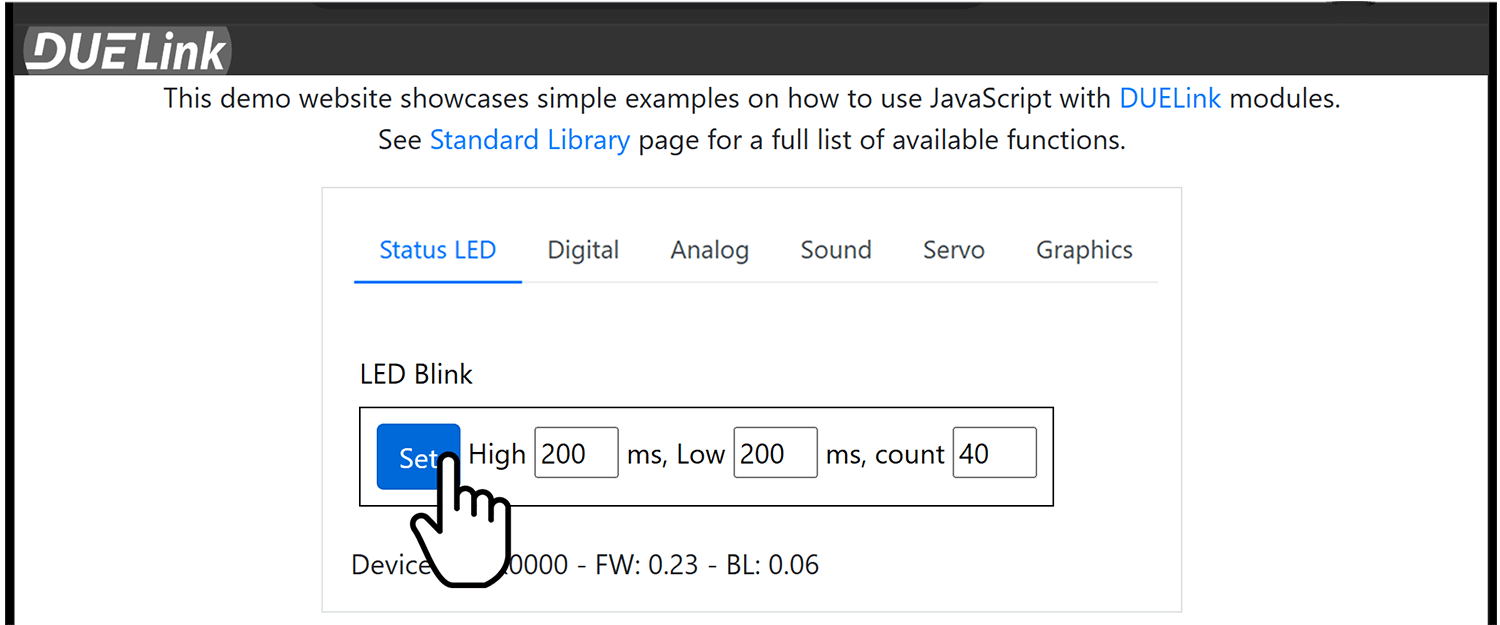 DUELink
This demo website showcases simple examples on how to use JavaScript with DUELink modules.
See Standard Library page for a full list of available functions.
Status LED Digital Analog Sound Servo Graphics
LED Blink
Set High 200 ms, Low 200 ms, count 40
Device 0000 - FW: 0.23 - BL: 0.06